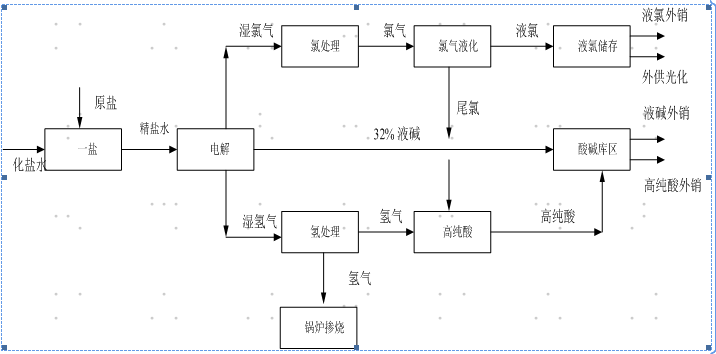 液氯外销
湿氯气
氯处理
氯气
氯气液化
液氯
液氯储存
外供光化
原盐
尾氯
液碱外销
精盐水
32% 液碱
一盐
电解
酸碱库区
化盐水
高纯酸外销
湿氢气
氢处理
氢气
高纯酸
高纯酸
氢气
锅炉掺烧